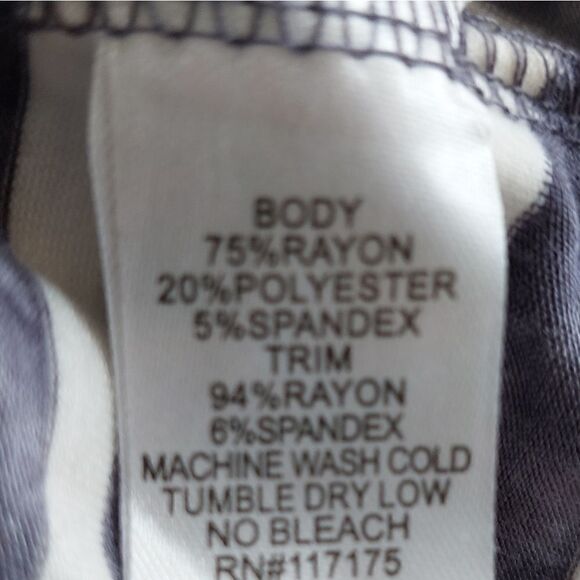 BODY
75%RAYON
20%POLYESTER
5%SPANDEX
TRIM
94%RAYON
6%SPANDEX
MACHINE WASH COLD
TUMBLE DRY LOW
NO BLEACH
RN#117175